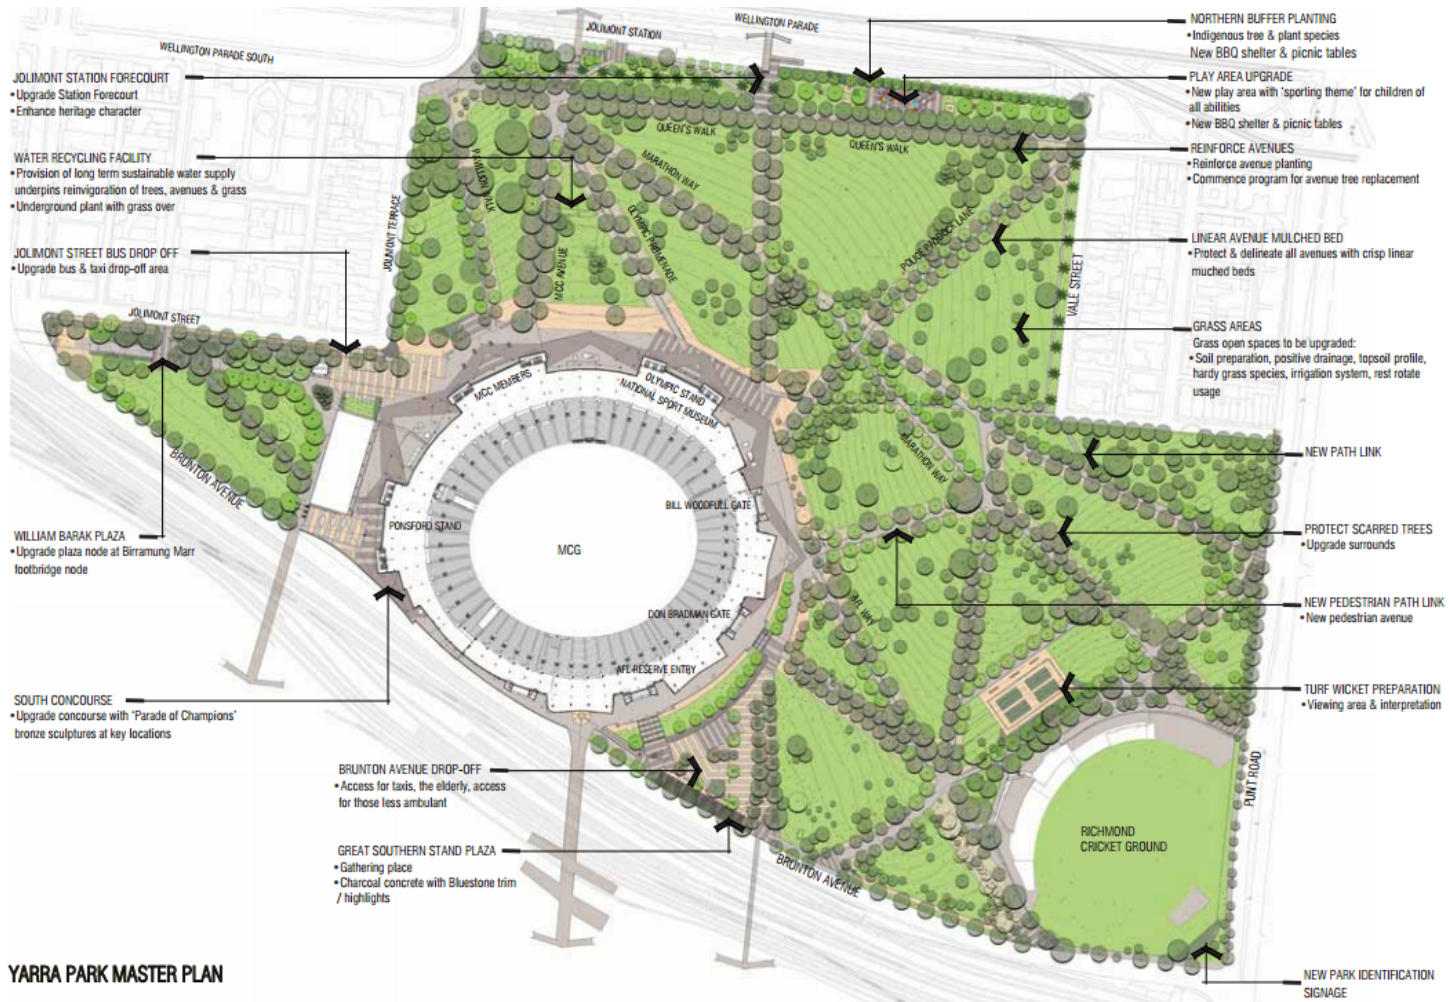 JOLIMONT STATION
WELLINGTON PARADE
WELLINGTON PARADE SOUTH
JOLIMONT STATION FORECOURT
• Upgrade Station Forecourt
• Enhance heritage character
WATER RECYCLING FACILITY
• Provision of long term sustainable water supply
underpins reinvigoration of trees, avenues & grass
• Underground plant with grass over
JOLIMONT STREET BUS DROP OFF
• Upgrade bus & taxi drop-off area
WILLIAM BARAK PLAZA
• Upgrade plaza node at Birramung Marr
footbridge node
SOUTH CONCOURSE
• Upgrade concourse with 'Parade of Champions'
bronze sculptures at key locations
BRUNTON AVENUE DROP-OFF
• Access for taxis, the elderly, access
for those less ambulant
GREAT SOUTHERN STAND PLAZA
• Gathering place
• Charcoal concrete with Bluestone trim
/ highlights
JOLIMONT STREET
JOLIMONT TERRACE
PAVILION WALK
MCC AVENUE
OLYMPIC PROMENADE
MARATHON WAY
QUEEN'S WALK
QUEEN'S WALK
POLICE PADDOCK LANE
VALE STREET
MARATHON WAY
AFL WAY
BRUNTON AVENUE
BRUNTON AVENUE
PUNT ROAD
MCC MEMBERS
OLYMPIC STAND
NATIONAL SPORT MUSEUM
PONSFORD STAND
BILL WOODFULL GATE
MCG
DON BRADMAN GATE
AFL RESERVE ENTRY
RICHMOND
CRICKET GROUND
NORTHERN BUFFER PLANTING
• Indigenous tree & plant species
New BBQ shelter & picnic tables
PLAY AREA UPGRADE
• New play area with 'sporting theme' for children of
all abilities
• New BBQ shelter & picnic tables
REINFORCE AVENUES
• Reinforce avenue planting
• Commence program for avenue tree replacement
LINEAR AVENUE MULCHED BED
• Protect & delineate all avenues with crisp linear
muched beds
GRASS AREAS
Grass open spaces to be upgraded:
• Soil preparation, positive drainage, topsoil profile,
hardy grass species, irrigation system, rest rotate
usage
NEW PATH LINK
PROTECT SCARRED TREES
• Upgrade surrounds
NEW PEDESTRIAN PATH LINK
• New pedestrian avenue
TURF WICKET PREPARATION
• Viewing area & interpretation
NEW PARK IDENTIFICATION
SIGNAGE
YARRA PARK MASTER PLAN